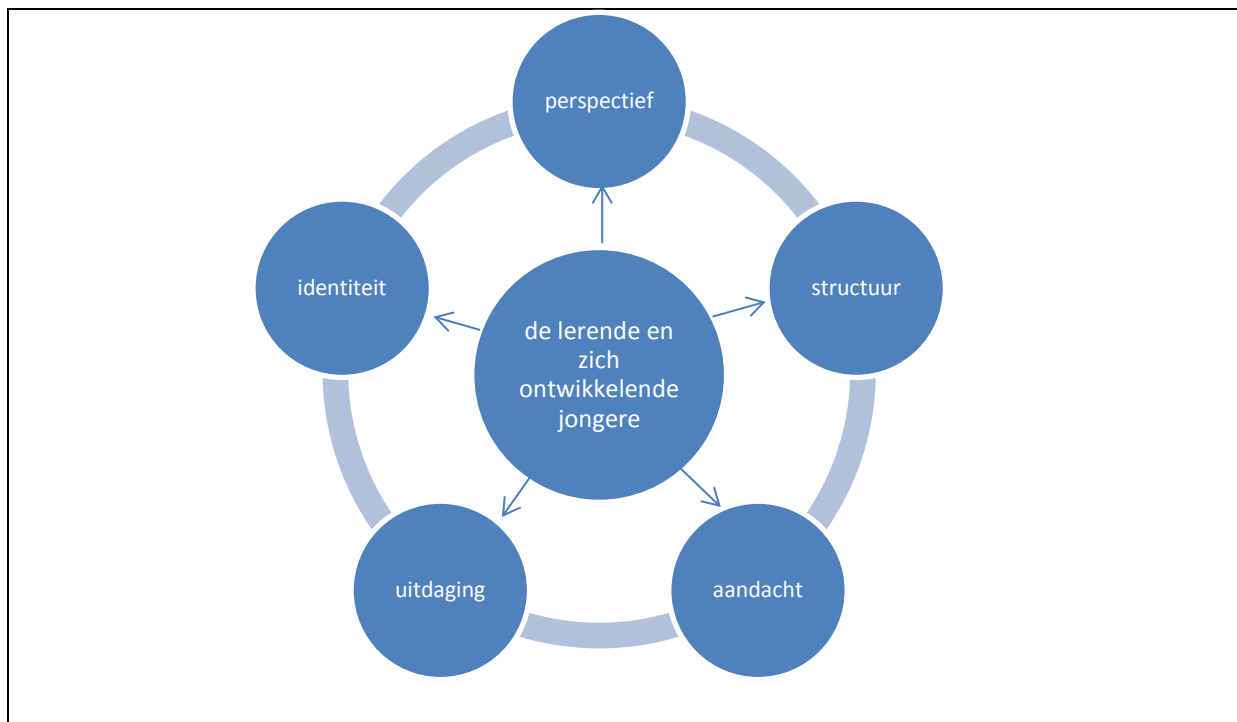 perspectief
identiteit
structuur
de lerende en
zich
ontwikkelende
jongere
uitdaging
aandacht